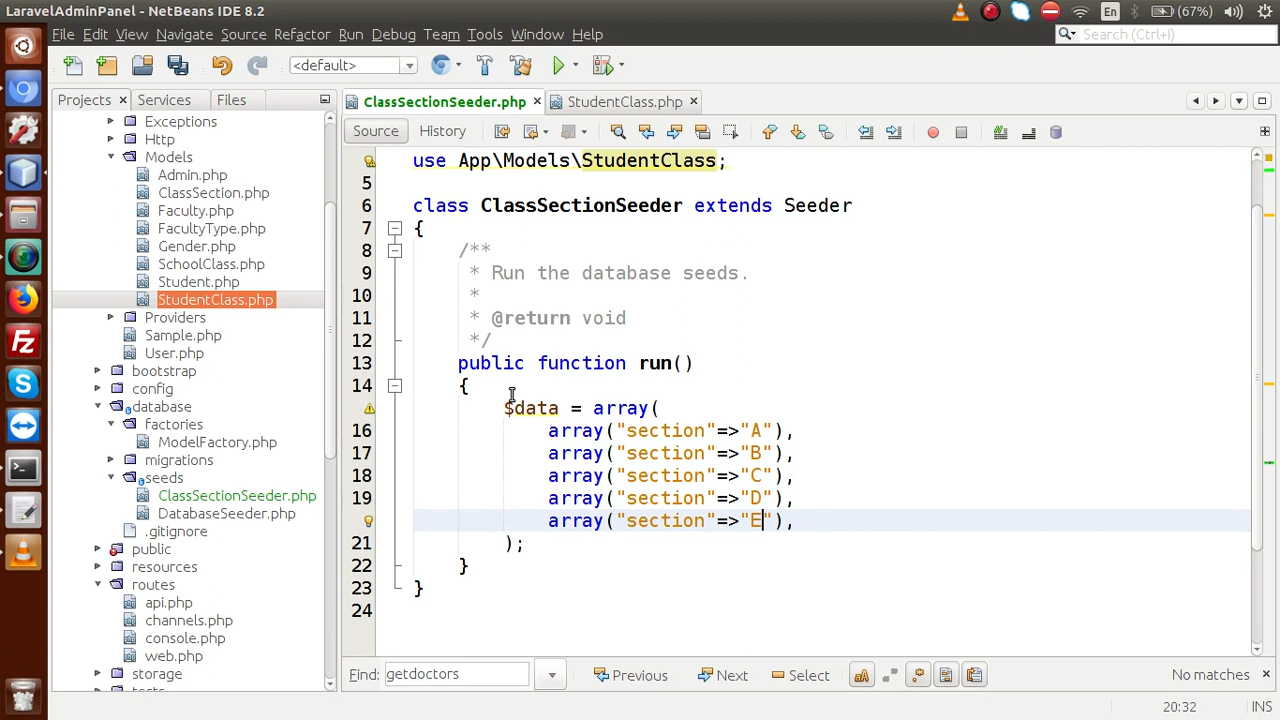 LaravelAdminPanel - NetBeans IDE 8.2
En
(67%)
File Edit View Navigate Source Refactor Run Debug Team Tools Window Help
Search (Ctrl+I)
<default>
Projects
Services
Files
ClassSectionSeeder.php
StudentClass.php
Source
History
Exceptions
Http
Models
Admin.php
ClassSection.php
Faculty.php
FacultyType.php
Gender.php
SchoolClass.php
Student.php
StudentClass.php
Providers
Sample.php
User.php
bootstrap
config
database
factories
ModelFactory.php
migrations
seeds
ClassSectionSeeder.php
DatabaseSeeder.php
.gitignore
public
resources
routes
api.php
channels.php
console.php
web.php
storage
tests
use App\Models\StudentClass;
5
6 class ClassSectionSeeder extends Seeder
7 {
8 /**
9 * Run the database seeds.
10 *
11 * @return void
12 */
13 public function run()
14 {
$data = array(
16 array("section"=>"A"),
17 array("section"=>"B"),
18 array("section"=>"C"),
19 array("section"=>"D"),
array("section"=>"E"),
21 );
22 }
23 }
24
Find: getdoctors
Previous
Next
Select
aA
No matches
20:32
INS